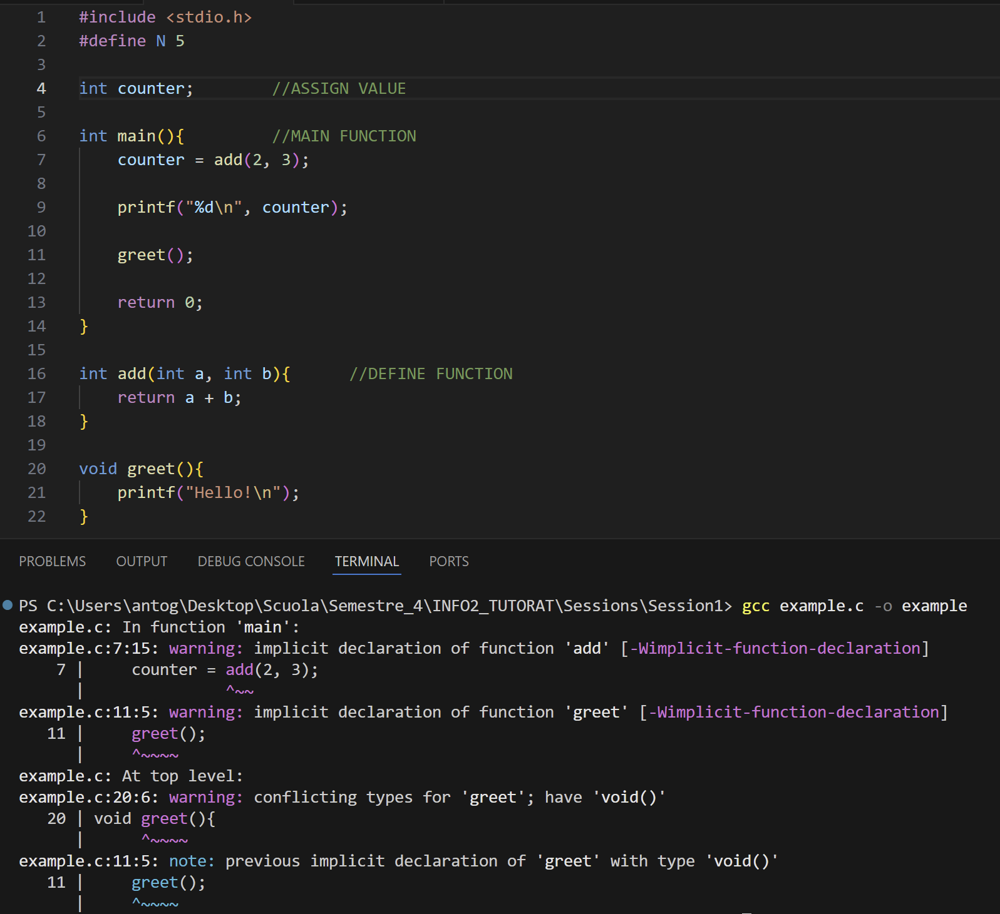 1 #include <stdio.h>
2 #define N 5
3
4 int counter; //ASSIGN VALUE
5
6 int main(){ //MAIN FUNCTION
7 counter = add(2, 3);
8
9 printf("%d\n", counter);
10
11 greet();
12
13 return 0;
14 }
15
16 int add(int a, int b){ //DEFINE FUNCTION
17 return a + b;
18 }
19
20 void greet(){
21 printf("Hello!\n");
22 }
PROBLEMS OUTPUT DEBUG CONSOLE TERMINAL PORTS
PS C:\Users\antog\Desktop\Scuola\Semestre_4\INFO2_TUTORAT\Sessions\Session1> gcc example.c -o example
example.c: In function 'main':
example.c:7:15: warning: implicit declaration of function 'add' [-Wimplicit-function-declaration]
7 | counter = add(2, 3);
| ^~~
example.c:11:5: warning: implicit declaration of function 'greet' [-Wimplicit-function-declaration]
11 | greet();
| ^~~~~
example.c: At top level:
example.c:20:6: warning: conflicting types for 'greet'; have 'void()'
20 | void greet(){
| ^~~~~
example.c:11:5: note: previous implicit declaration of 'greet' with type 'void()'
11 | greet();
| ^~~~~